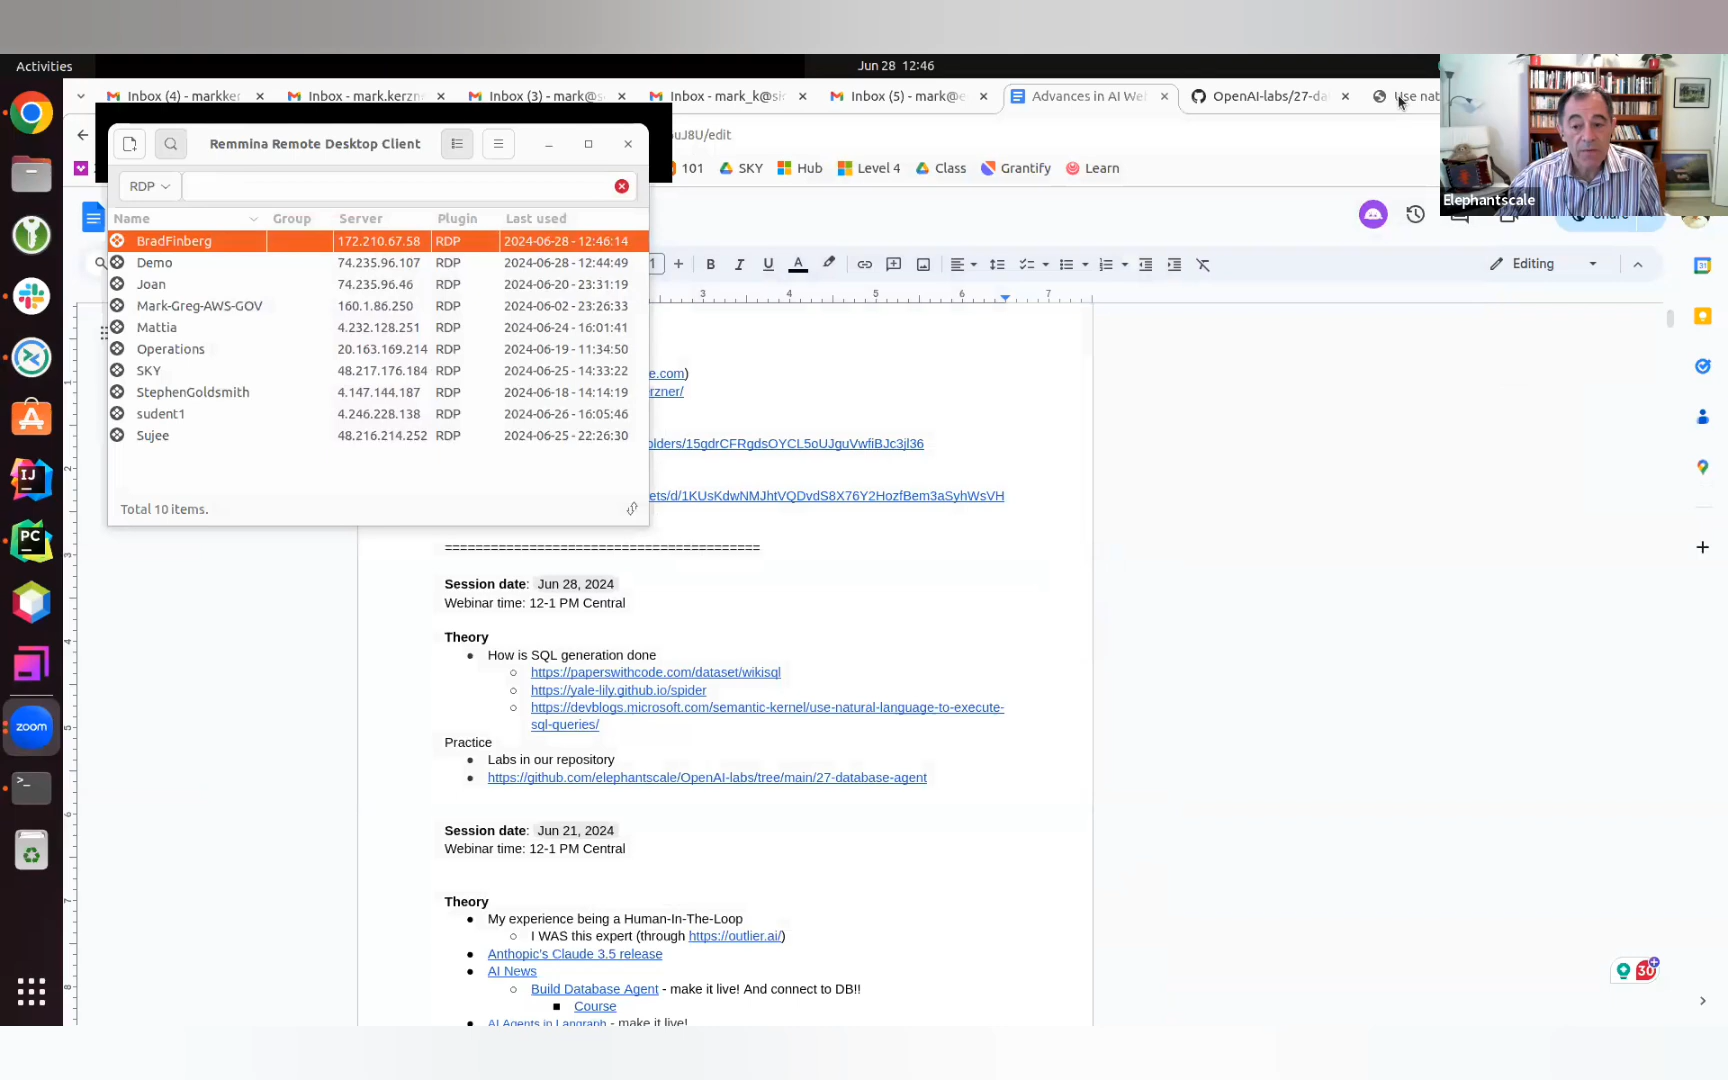 Activities
Jun 28 12:46
Inbox (4) - markker
Inbox - mark.kerzn
Inbox (3) - mark@s
Inbox - mark_k@sk
Inbox (5) - mark@e
Advances in AI We
OpenAI-labs/27-da
Use nat
Remmina Remote Desktop Client
uJ8U/edit
101
SKY
Hub
Level 4
Class
Grantify
Learn
Elephantscale
RDP
Name Group Server Plugin Last used
BradFinberg 172.210.67.58 RDP 2024-06-28 - 12:46:14
Demo 74.235.96.107 RDP 2024-06-28 - 12:44:49
Joan 74.235.96.46 RDP 2024-06-20 - 23:31:19
Mark-Greg-AWS-GOV 160.1.86.250 RDP 2024-06-02 - 23:26:33
Mattia 4.232.128.251 RDP 2024-06-24 - 16:01:41
Operations 20.163.169.214 RDP 2024-06-19 - 11:34:50
SKY 48.217.176.184 RDP 2024-06-25 - 14:33:22
StephenGoldsmith 4.147.144.187 RDP 2024-06-18 - 14:14:19
sudent1 4.246.228.138 RDP 2024-06-26 - 16:05:46
Sujee 48.216.214.252 RDP 2024-06-25 - 22:26:30
Total 10 items.
Editing
3 4 5 6 7
e.com)
erzner/
olders/15gdrCFRgdsOYCL5oUJguVwfiBJc3jl36
ets/d/1KUsKdwNMJhtVQDvdS8X76Y2HozfBem3aSyhWsVH
========================================
Session date: Jun 28, 2024
Webinar time: 12-1 PM Central
Theory
● How is SQL generation done
○ https://paperswithcode.com/dataset/wikisql
○ https://yale-lily.github.io/spider
○ https://devblogs.microsoft.com/semantic-kernel/use-natural-language-to-execute-
sql-queries/
Practice
● Labs in our repository
● https://github.com/elephantscale/OpenAI-labs/tree/main/27-database-agent
Session date: Jun 21, 2024
Webinar time: 12-1 PM Central
Theory
● My experience being a Human-In-The-Loop
○ I WAS this expert (through https://outlier.ai/)
● Anthopic's Claude 3.5 release
● AI News
○ Build Database Agent - make it live! And connect to DB!!
■ Course
● AI Agents in Langraph - make it live!
zoom
30